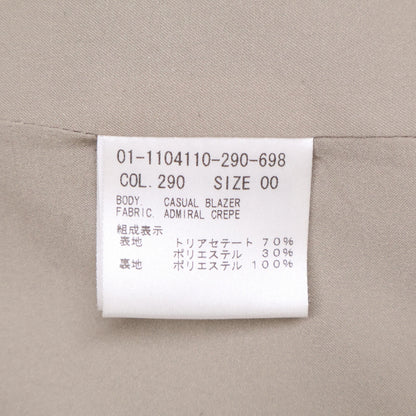 01-1104110-290-698
COL.290 SIZE 00
BODY. CASUAL BLAZER
FABRIC. ADMIRAL CREPE
組成表示
表地 トリアセテート 70%
ポリエステル 30%
裏地 ポリエステル 100%